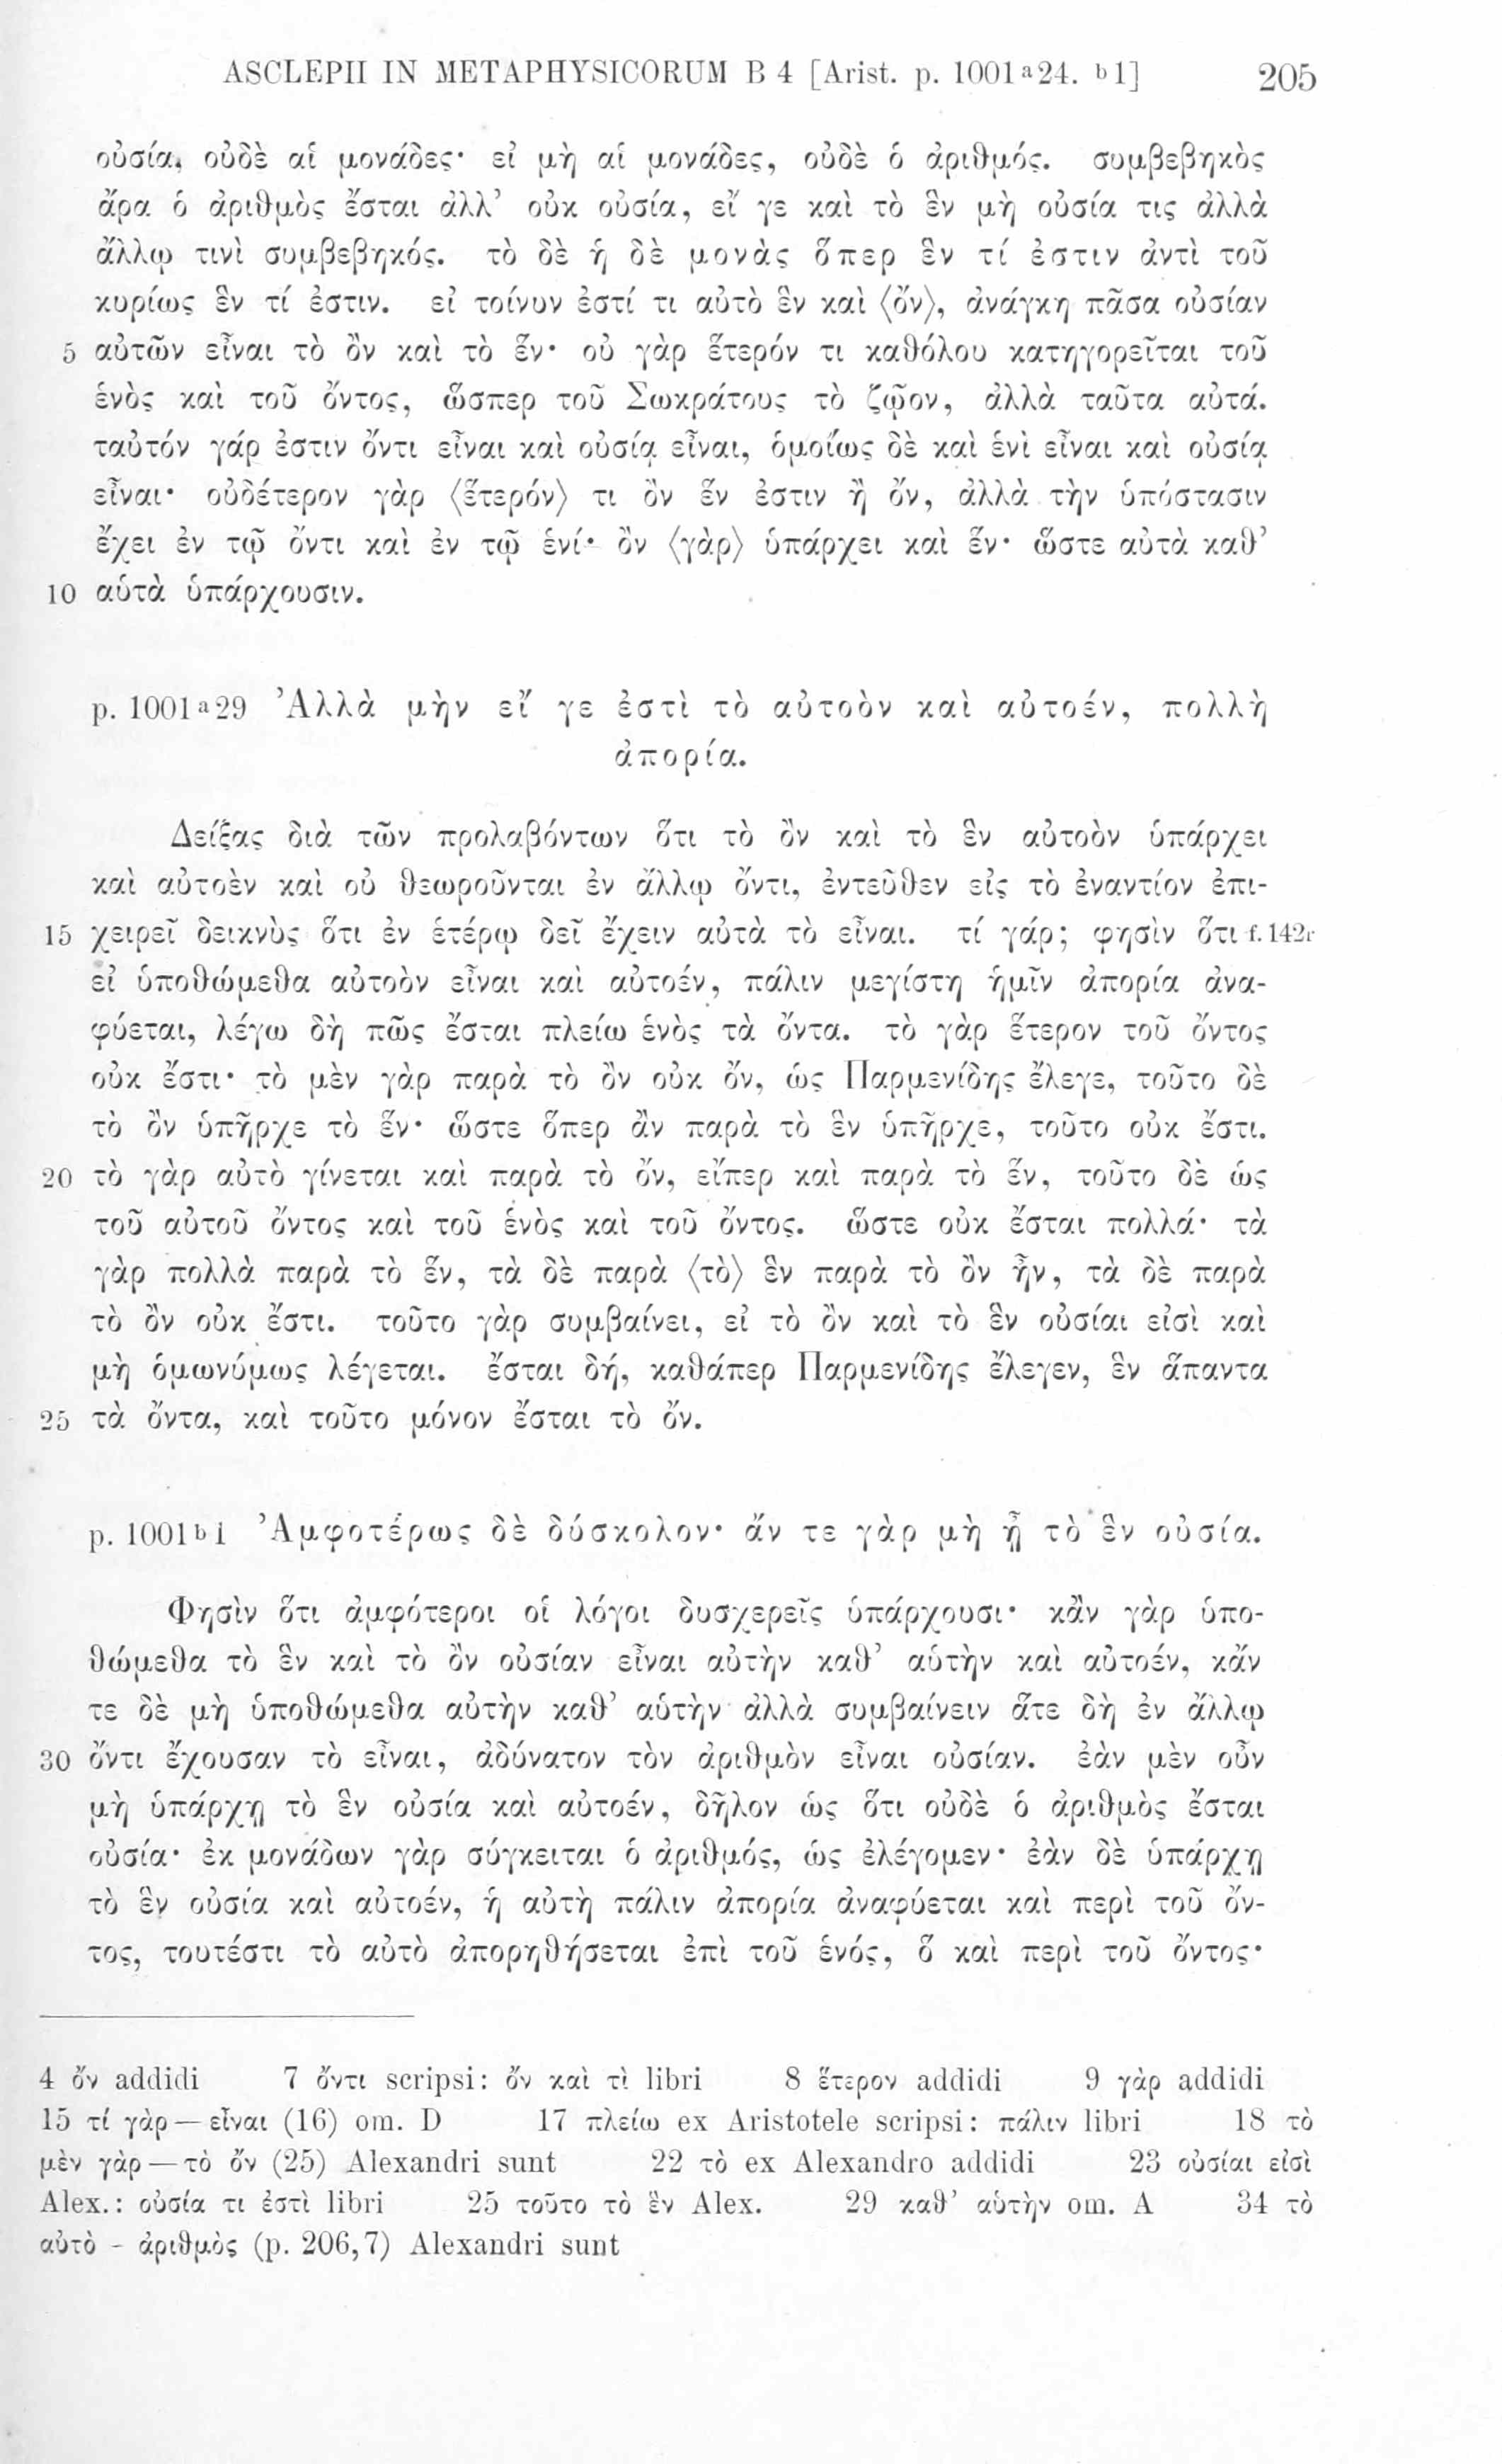 ASCLEPII IN METAPHYSICORUM B 4 [Arist. p. 1001ᵃ24. ᵇ1] 205
οὐσία, οὐδὲ αἱ μονάδες· εἰ μὴ αἱ μονάδες, οὐδὲ ὁ ἀριθμός. συμβεβηκὸς
ἄρα ὁ ἀριθμὸς ἔσται ἀλλ’ οὐκ οὐσία, εἴ γε καὶ τὸ ἓν μὴ οὐσία τις ἀλλὰ
ἄλλῳ τινὶ συμβεβηκός. τὸ δὲ ἡ δὲ μονὰς ὅπερ ἓν τί ἐστιν ἀντὶ τοῦ
κυρίως ἓν τί ἐστιν. εἰ τοίνυν ἐστί τι αὐτὸ ἓν καὶ ⟨ὄν⟩, ἀνάγκη πᾶσα οὐσίαν
5 αὐτῶν εἶναι τὸ ὂν καὶ τὸ ἕν· οὐ γὰρ ἕτερόν τι καθόλου κατηγορεῖται τοῦ
ἑνὸς καὶ τοῦ ὄντος, ὥσπερ τοῦ Σωκράτους τὸ ζῷον, ἀλλὰ ταῦτα αὐτά.
ταὐτόν γάρ ἐστιν ὄντι εἶναι καὶ οὐσίᾳ εἶναι, ὁμοίως δὲ καὶ ἑνὶ εἶναι καὶ οὐσίᾳ
εἶναι· οὐδέτερον γὰρ ⟨ἕτερόν⟩ τι ὂν ἕν ἐστιν ἢ ὄν, ἀλλὰ τὴν ὑπόστασιν
ἔχει ἐν τῷ ὄντι καὶ ἐν τῷ ἑνί· ὂν ⟨γὰρ⟩ ὑπάρχει καὶ ἕν· ὥστε αὐτὰ καθ’
10 αὑτὰ ὑπάρχουσιν.
p. 1001ᵃ29 Ἀλλὰ μὴν εἴ γε ἐστὶ τὸ αὐτοὸν καὶ αὐτοέν, πολλὴ
ἀπορία.
Δείξας διὰ τῶν προλαβόντων ὅτι τὸ ὂν καὶ τὸ ἓν αὐτοὸν ὑπάρχει
καὶ αὐτοὲν καὶ οὐ θεωροῦνται ἐν ἄλλῳ ὄντι, ἐντεῦθεν εἰς τὸ ἐναντίον ἐπι-
15 χειρεῖ δεικνὺς ὅτι ἐν ἑτέρῳ δεῖ ἔχειν αὐτὰ τὸ εἶναι. τί γάρ; φησὶν ὅτι f. 142r
εἰ ὑποθώμεθα αὐτοὸν εἶναι καὶ αὐτοέν, πάλιν μεγίστη ἡμῖν ἀπορία ἀνα-
φύεται, λέγω δὴ πῶς ἔσται πλείω ἑνὸς τὰ ὄντα. τὸ γὰρ ἕτερον τοῦ ὄντος
οὐκ ἔστι· τὸ μὲν γὰρ παρὰ τὸ ὂν οὐκ ὄν, ὡς Παρμενίδης ἔλεγε, τοῦτο δὲ
τὸ ὂν ὑπῆρχε τὸ ἕν· ὥστε ὅπερ ἂν παρὰ τὸ ἓν ὑπῆρχε, τοῦτο οὐκ ἔστι.
20 τὸ γὰρ αὐτὸ γίνεται καὶ παρὰ τὸ ὄν, εἴπερ καὶ παρὰ τὸ ἕν, τοῦτο δὲ ὡς
τοῦ αὐτοῦ ὄντος καὶ τοῦ ἑνὸς καὶ τοῦ ὄντος. ὥστε οὐκ ἔσται πολλά· τὰ
γὰρ πολλὰ παρὰ τὸ ἕν, τὰ δὲ παρὰ ⟨τὸ⟩ ἓν παρὰ τὸ ὂν ἦν, τὰ δὲ παρὰ
τὸ ὂν οὐκ ἔστι. τοῦτο γὰρ συμβαίνει, εἰ τὸ ὂν καὶ τὸ ἓν οὐσίαι εἰσὶ καὶ
μὴ ὁμωνύμως λέγεται. ἔσται δή, καθάπερ Παρμενίδης ἔλεγεν, ἓν ἅπαντα
25 τὰ ὄντα, καὶ τοῦτο μόνον ἔσται τὸ ὄν.
p. 1001ᵇ1 Ἀμφοτέρως δὲ δύσκολον· ἄν τε γὰρ μὴ ᾖ τὸ ἓν οὐσία.
Φησὶν ὅτι ἀμφότεροι οἱ λόγοι δυσχερεῖς ὑπάρχουσι· κἂν γὰρ ὑπο-
θώμεθα τὸ ἓν καὶ τὸ ὂν οὐσίαν εἶναι αὐτὴν καθ’ αὑτὴν καὶ αὐτοέν, κἄν
τε δὲ μὴ ὑποθώμεθα αὐτὴν καθ’ αὑτὴν ἀλλὰ συμβαίνειν ἅτε δὴ ἐν ἄλλῳ
30 ὄντι ἔχουσαν τὸ εἶναι, ἀδύνατον τὸν ἀριθμὸν εἶναι οὐσίαν. ἐὰν μὲν οὖν
μὴ ὑπάρχῃ τὸ ἓν οὐσία καὶ αὐτοέν, δῆλον ὡς ὅτι οὐδὲ ὁ ἀριθμὸς ἔσται
οὐσία· ἐκ μονάδων γὰρ σύγκειται ὁ ἀριθμός, ὡς ἐλέγομεν· ἐὰν δὲ ὑπάρχῃ
τὸ ἓν οὐσία καὶ αὐτοέν, ἡ αὐτὴ πάλιν ἀπορία ἀναφύεται καὶ περὶ τοῦ ὄν-
τος, τουτέστι τὸ αὐτὸ ἀπορηθήσεται ἐπὶ τοῦ ἑνός, ὃ καὶ περὶ τοῦ ὄντος·
4 ὄν addidi 7 ὄντι scripsi: ὄν καὶ τὶ libri 8 ἕτερον addidi 9 γὰρ addidi
15 τί γὰρ — εἶναι (16) om. D 17 πλείω ex Aristotele scripsi: πάλιν libri 18 τὸ
μὲν γὰρ — τὸ ὄν (25) Alexandri sunt 22 τὸ ex Alexandro addidi 23 οὐσίαι εἰσὶ
Alex.: οὐσία τι ἐστὶ libri 25 τοῦτο τὸ ἓν Alex. 29 καθ’ αὑτὴν om. A 34 τὸ
αὐτὸ - ἀριθμὸς (p. 206,7) Alexandri sunt